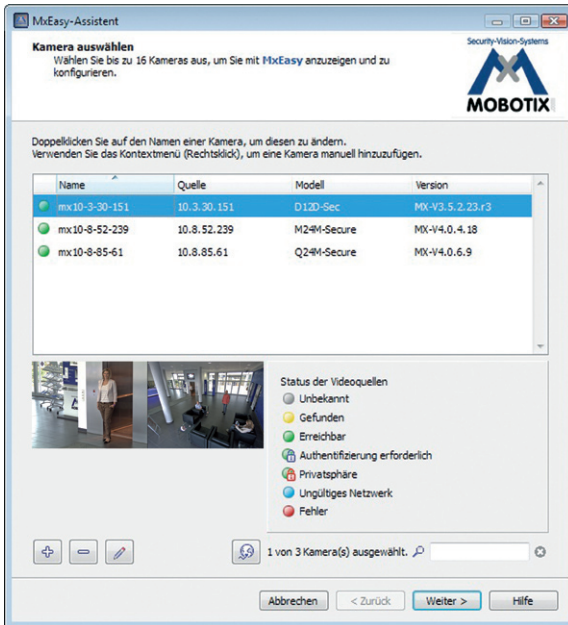 MxEasy-Assistent
Kamera auswählen
Wählen Sie bis zu 16 Kameras aus, um Sie mit MxEasy anzuzeigen und zu
konfigurieren.
Security-Vision-Systems
MOBOTIX
Doppelklicken Sie auf den Namen einer Kamera, um diesen zu ändern.
Verwenden Sie das Kontextmenü (Rechtsklick), um eine Kamera manuell hinzuzufügen.
Name Quelle Modell Version
mx10-3-30-151 10.3.30.151 D12D-Sec MX-V3.5.2.23.r3
mx10-8-52-239 10.8.52.239 M24M-Secure MX-V4.0.4.18
mx10-8-85-61 10.8.85.61 Q24M-Secure MX-V4.0.6.9
Status der Videoquellen
Unbekannt
Gefunden
Erreichbar
Authentifizierung erforderlich
Privatsphäre
Ungültiges Netzwerk
Fehler
1 von 3 Kamera(s) ausgewählt.
Abbrechen < Zurück Weiter > Hilfe